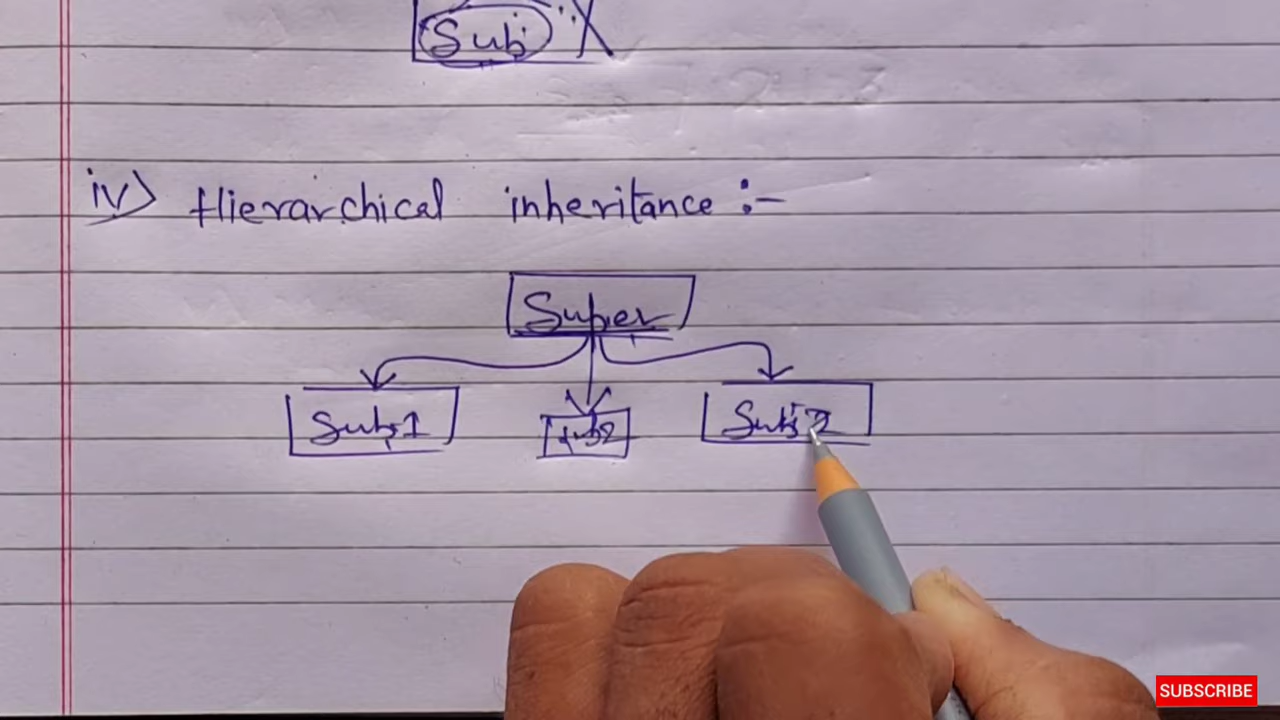 Sub X
iv) Hierarchical inheritance :-
Super
Sub1 Sub2
SUBSCRIBE